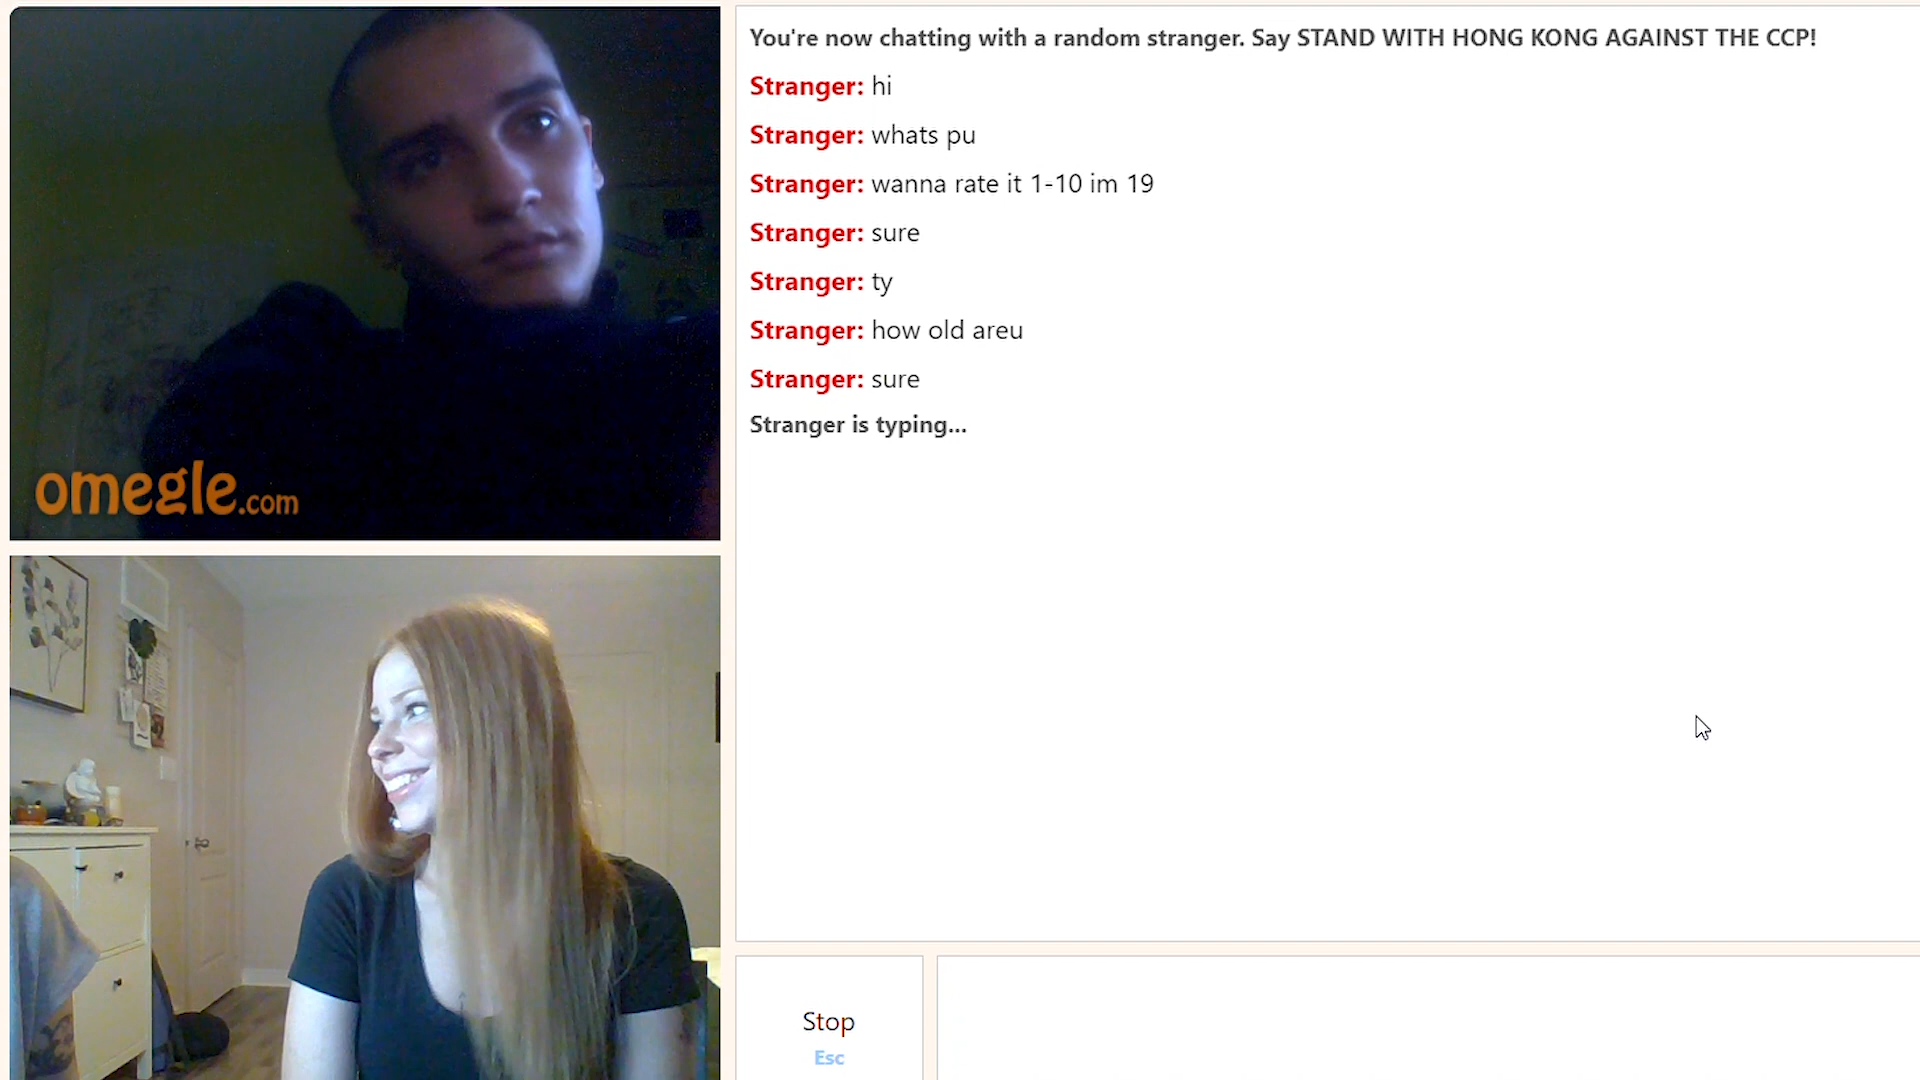 You're now chatting with a random stranger. Say STAND WITH HONG KONG AGAINST THE CCP!
Stranger: hi
Stranger: whats pu
Stranger: wanna rate it 1-10 im 19
Stranger: sure
Stranger: ty
Stranger: how old areu
Stranger: sure
Stranger is typing...
omegle.com
Stop
Esc